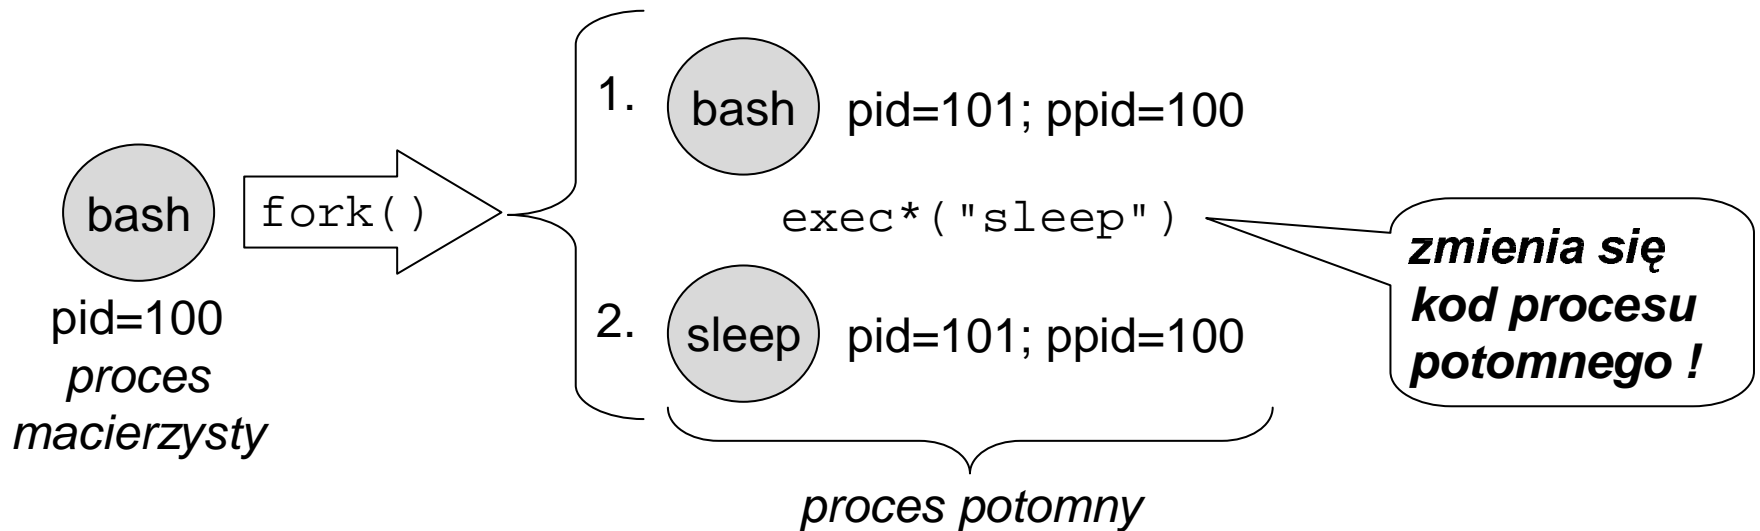 bash
pid=100
proces
macierzysty
fork()
1.
bash
pid=101; ppid=100
exec*("sleep")
2.
sleep
pid=101; ppid=100
proces potomny
zmienia się
kod procesu
potomnego !